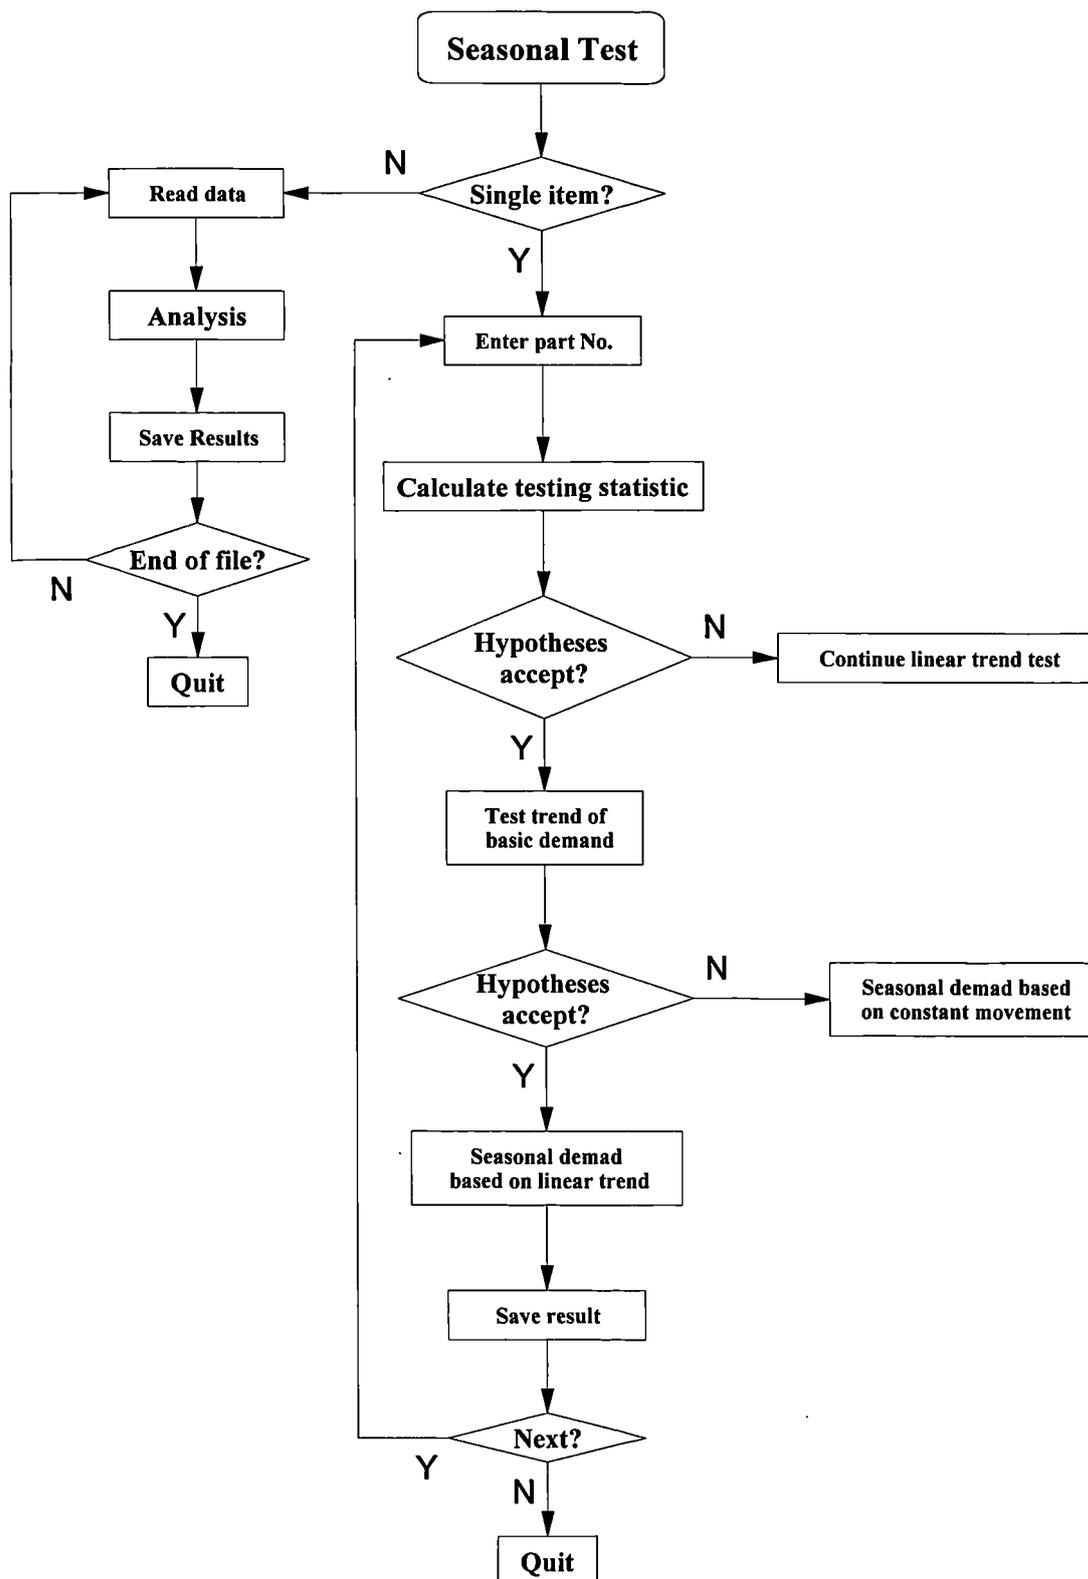 Seasonal Test
N
Single item?
Read data
Y
Analysis
Enter part No.
Save Results
Calculate testing statistic
End of file?
N
Y
Quit
Hypotheses
accept?
N
Continue linear trend test
Y
Test trend of
basic demand
Hypotheses
accept?
N
Seasonal demad based
on constant movement
Y
Seasonal demad
based on linear trend
Save result
Next?
Y
N
Quit